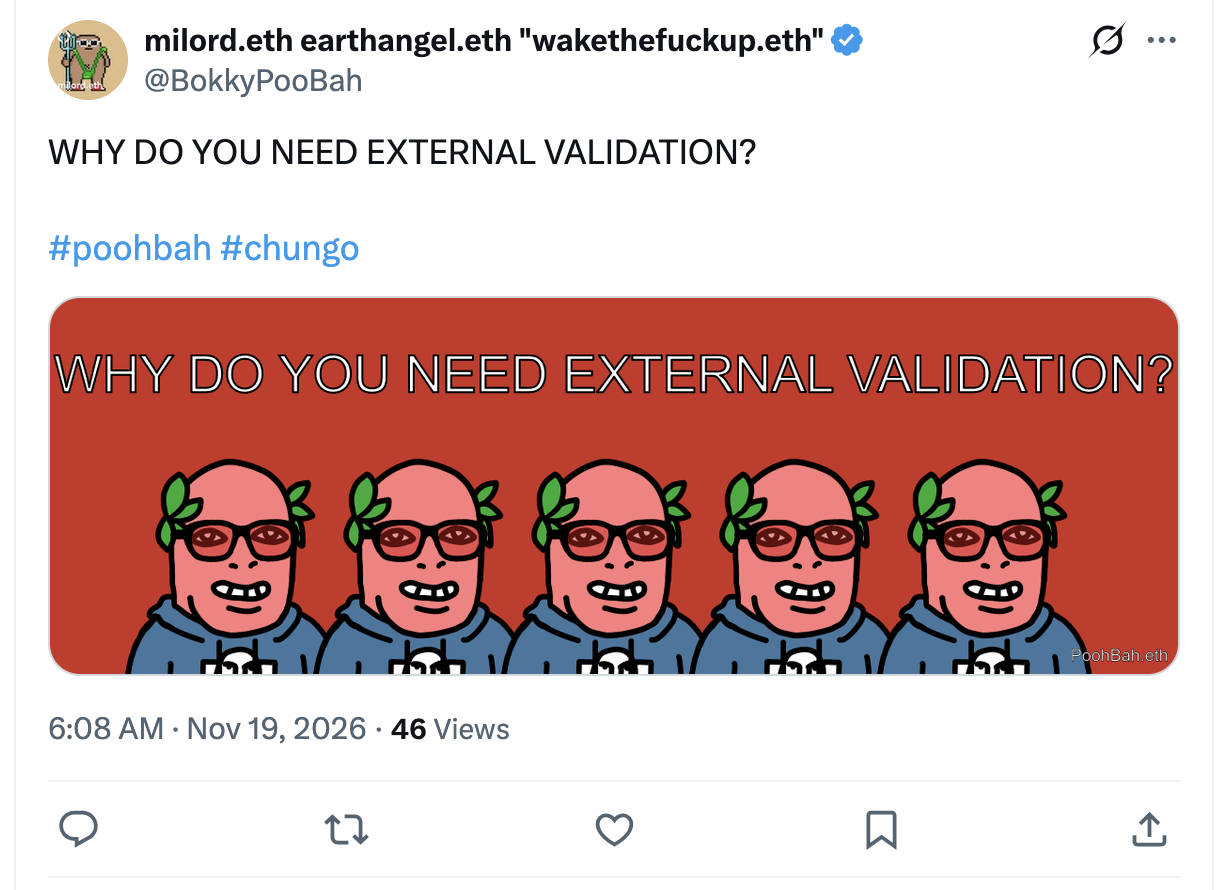 milord.eth earthangel.eth "wakethefuckup.eth"
@BokkyPooBah
WHY DO YOU NEED EXTERNAL VALIDATION?
#poohbah #chungo
WHY DO YOU NEED EXTERNAL VALIDATION?
PoohBah.eth
6:08 AM · Nov 19, 2026 · 46 Views